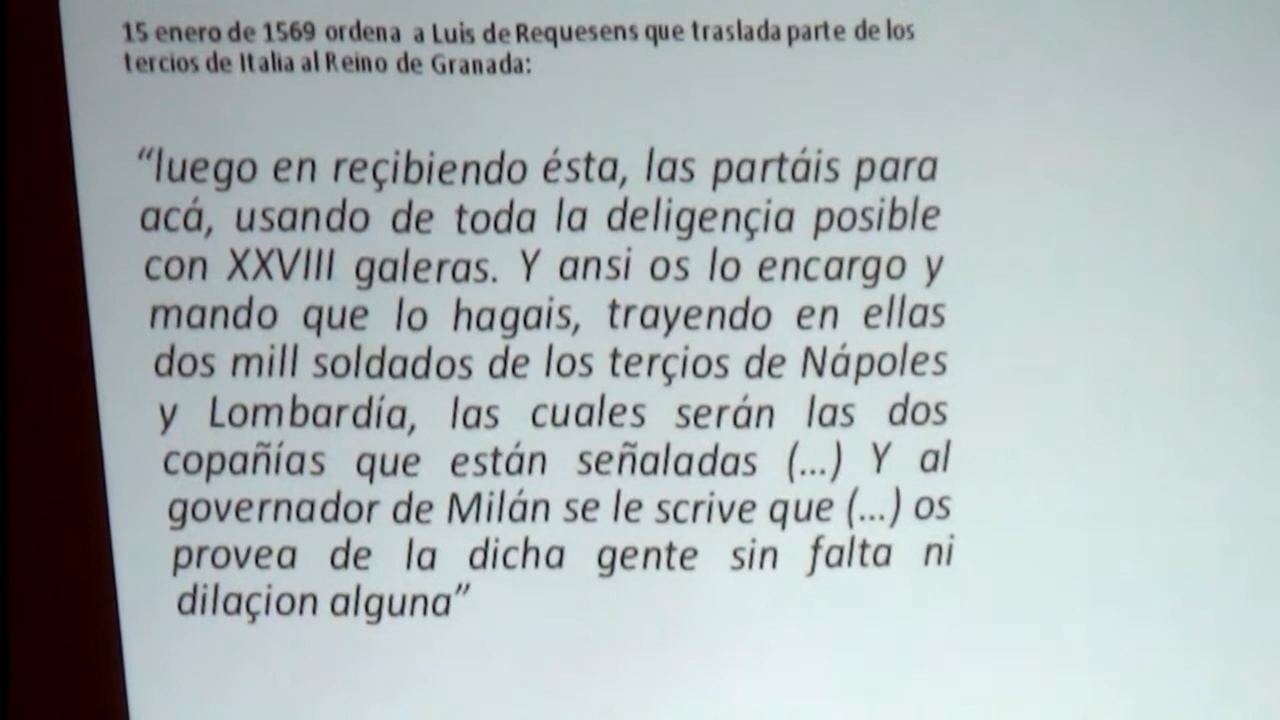 15 enero de 1569 ordena a Luis de Requesens que traslada parte de los
tercios de Italia al Reino de Granada:
“luego en reçibiendo ésta, las partáis para
acá, usando de toda la deligençia posible
con XXVIII galeras. Y ansi os lo encargo y
mando que lo hagais, trayendo en ellas
dos mill soldados de los terçios de Nápoles
y Lombardía, las cuales serán las dos
copañías que están señaladas (...) Y al
governador de Milán se le scrive que (...) os
provea de la dicha gente sin falta ni
dilaçion alguna”